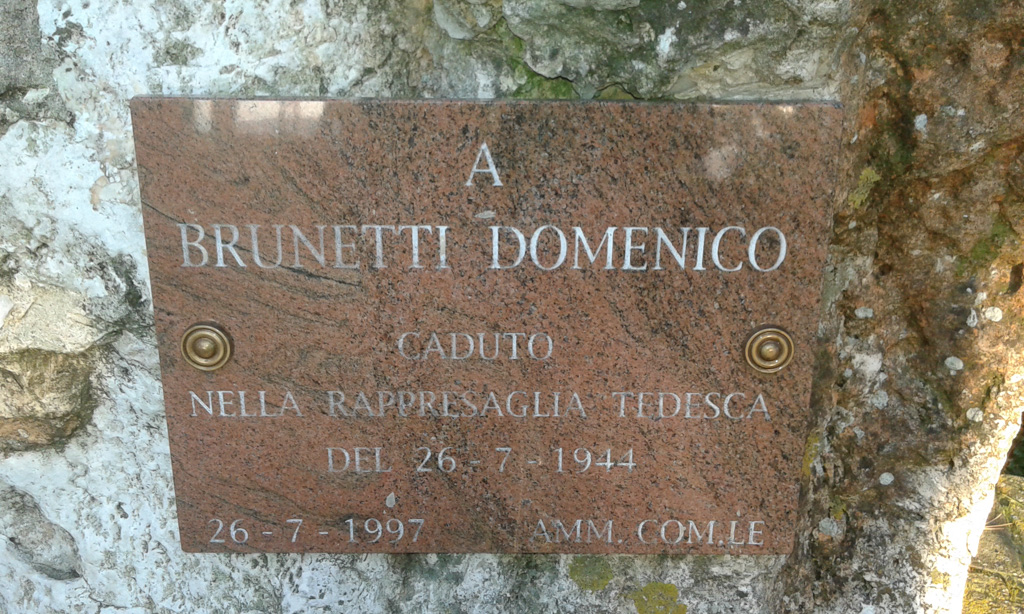 A
BRUNETTI DOMENICO
CADUTO
NELLA RAPPRESAGLIA TEDESCA
DEL 26-7-1944
26-7-1997 AMM. COM.LE